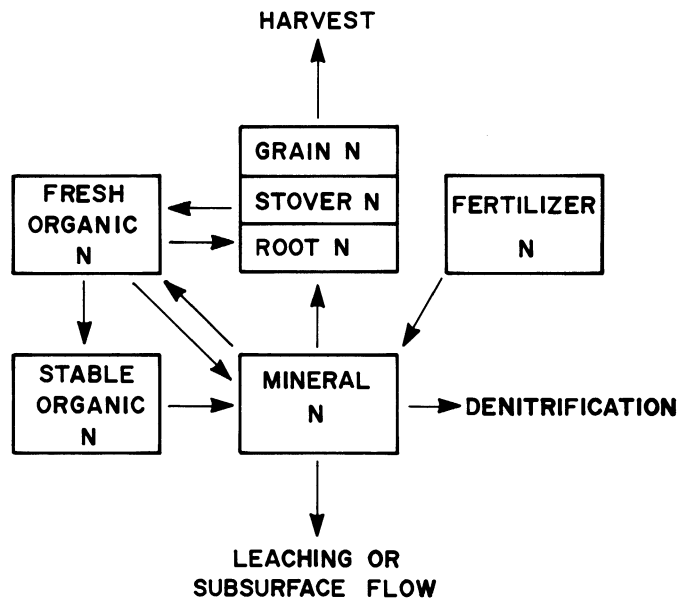 HARVEST
GRAIN N
STOVER N
ROOT N
FRESH
ORGANIC
N
FERTILIZER
N
STABLE
ORGANIC
N
MINERAL
N
DENITRIFICATION
LEACHING OR
SUBSURFACE FLOW